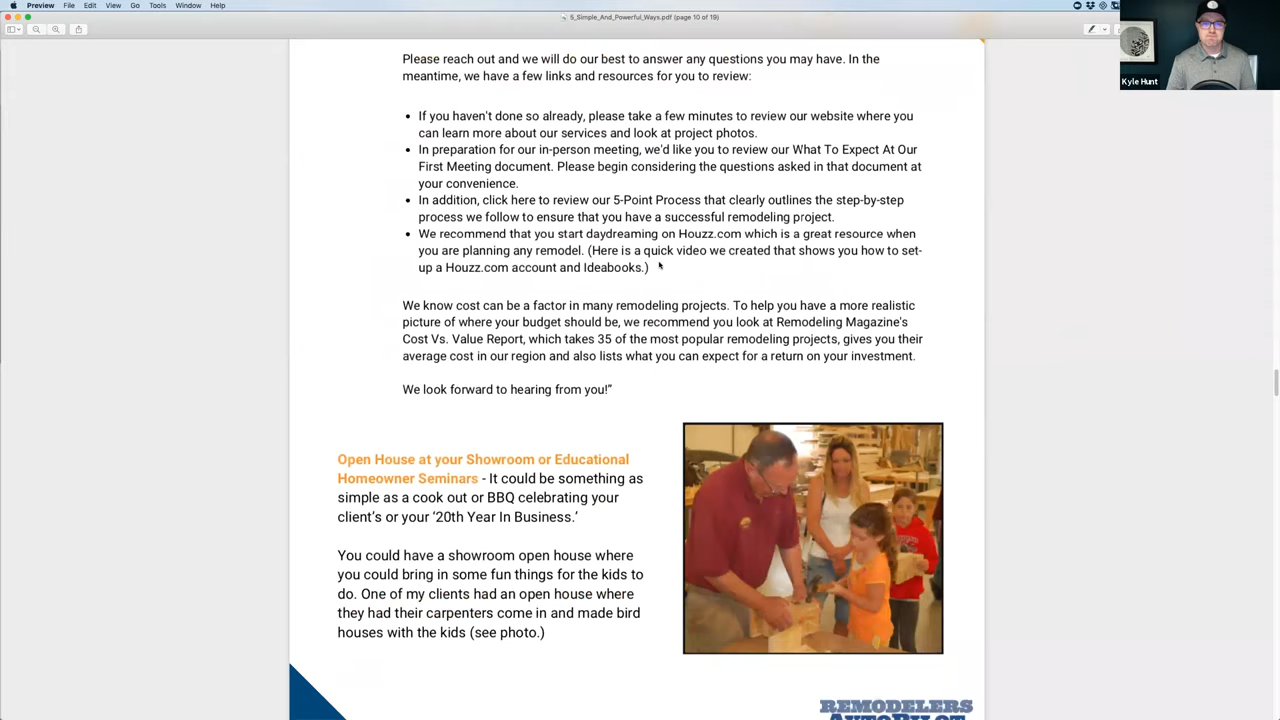 Preview File Edit View Go Tools Window Help
5_Simple_And_Powerful_Ways.pdf (page 10 of 19)
Kyle Hunt
Please reach out and we will do our best to answer any questions you may have. In the
meantime, we have a few links and resources for you to review:
• If you haven't done so already, please take a few minutes to review our website where you
can learn more about our services and look at project photos.
• In preparation for our in-person meeting, we'd like you to review our What To Expect At Our
First Meeting document. Please begin considering the questions asked in that document at
your convenience.
• In addition, click here to review our 5-Point Process that clearly outlines the step-by-step
process we follow to ensure that you have a successful remodeling project.
• We recommend that you start daydreaming on Houzz.com which is a great resource when
you are planning any remodel. (Here is a quick video we created that shows you how to set-
up a Houzz.com account and Ideabooks.)
We know cost can be a factor in many remodeling projects. To help you have a more realistic
picture of where your budget should be, we recommend you look at Remodeling Magazine's
Cost Vs. Value Report, which takes 35 of the most popular remodeling projects, gives you their
average cost in our region and also lists what you can expect for a return on your investment.
We look forward to hearing from you!”
Open House at your Showroom or Educational
Homeowner Seminars - It could be something as
simple as a cook out or BBQ celebrating your
client’s or your ‘20th Year In Business.’
You could have a showroom open house where
you could bring in some fun things for the kids to
do. One of my clients had an open house where
they had their carpenters come in and made bird
houses with the kids (see photo.)
REMODELERS
AUTOPILOT